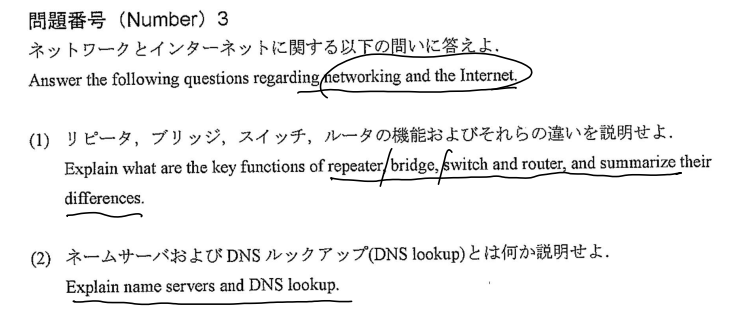 問題番号（Number）3
ネットワークとインターネットに関する以下の問いに答えよ.
Answer the following questions regarding networking and the Internet.
(1) リピータ，ブリッジ，スイッチ，ルータの機能およびそれらの違いを説明せよ.
Explain what are the key functions of repeater, bridge, switch and router, and summarize their
differences.
(2) ネームサーバおよび DNS ルックアップ(DNS lookup)とは何か説明せよ.
Explain name servers and DNS lookup.